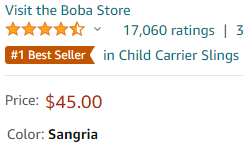 Visit the Boba Store
17,060 ratings | 3
#1 Best Seller in Child Carrier Slings
Price: $45.00
Color: Sangria